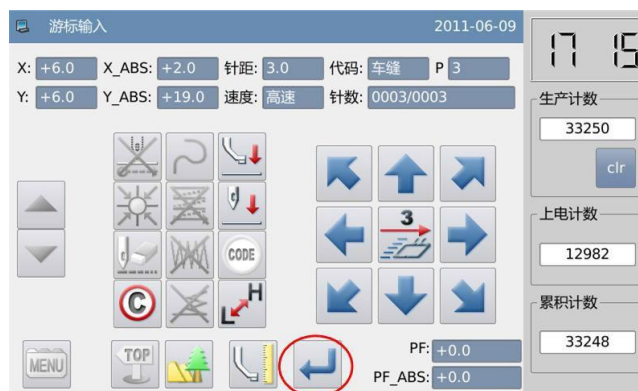 游标输入 2011-06-09
X: +6.0 X_ABS: +2.0 针距: 3.0 代码: 车缝 P 3
Y: +6.0 Y_ABS: +19.0 速度: 高速 针数: 0003/0003
17 15
生产计数
33250
clr
上电计数
12982
累积计数
33248
3
CODE
C
H
L
MENU
TOP
PF: +0.0
PF_ABS: +0.0